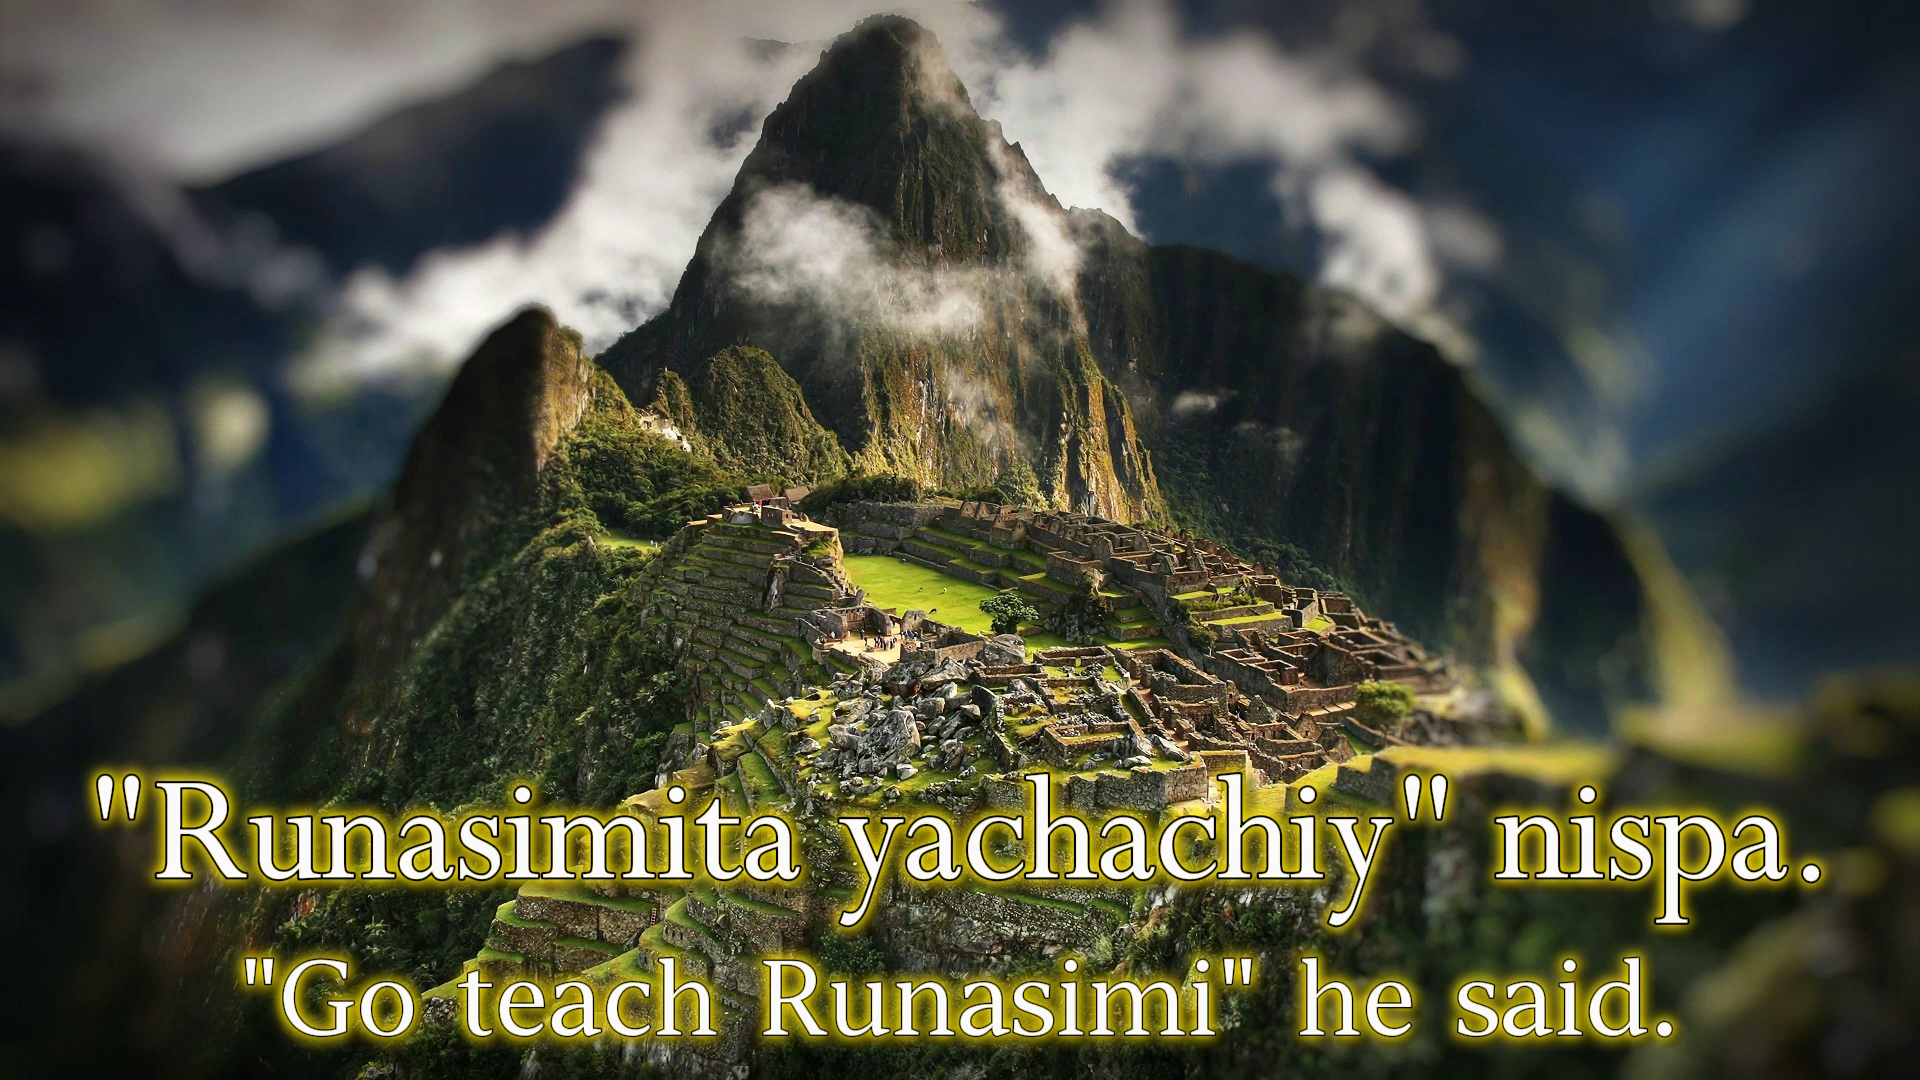 "Runasimita yachachiy" nispa.
"Go teach Runasimi" he said.